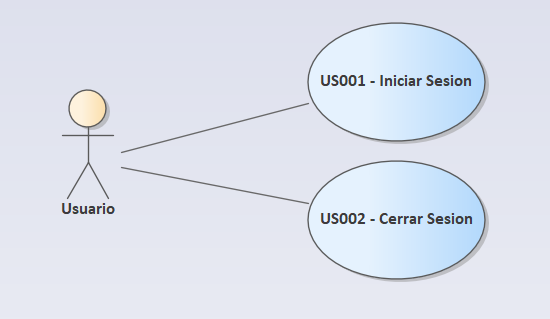 US001 - Iniciar Sesion
Usuario
US002 - Cerrar Sesion